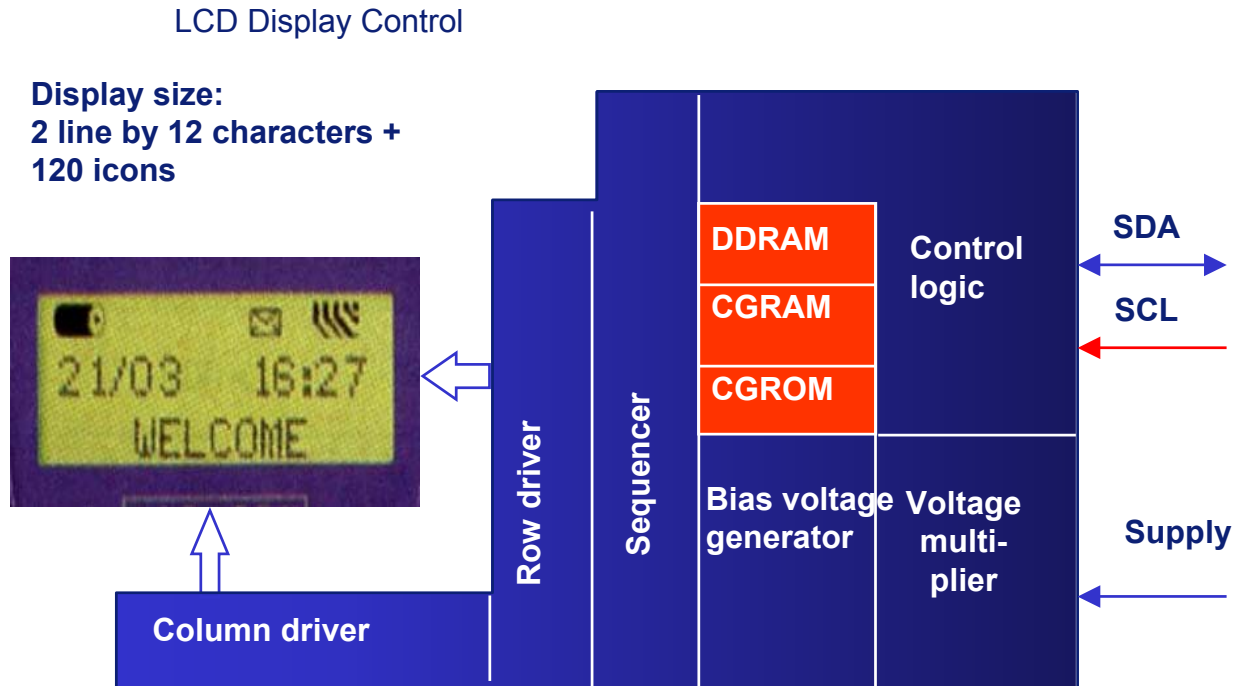 LCD Display Control
Display size:
2 line by 12 characters +
120 icons
21/03 16:27
WELCOME
Column driver
Row driver
Sequencer
DDRAM
CGRAM
CGROM
Bias voltage
generator
Control
logic
Voltage
multi-
plier
SDA
SCL
Supply